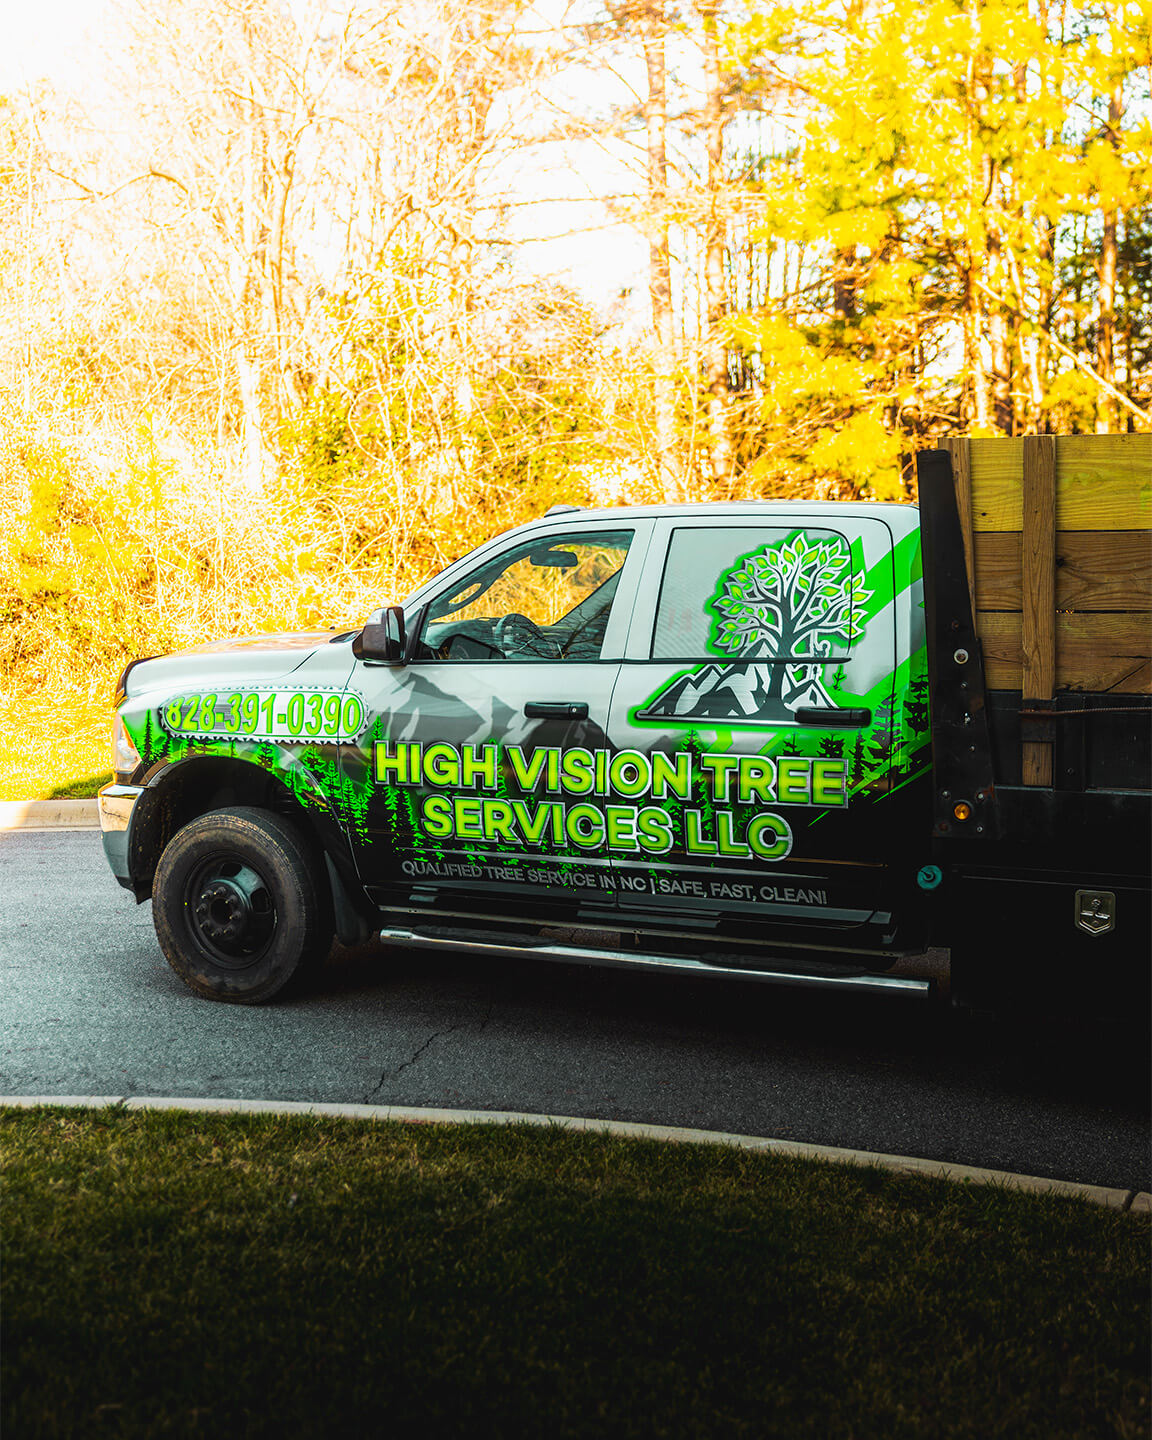 828-391-0390
HIGH VISION TREE
SERVICES LLC
QUALIFIED TREE SERVICE IN NC | SAFE, FAST, CLEAN!